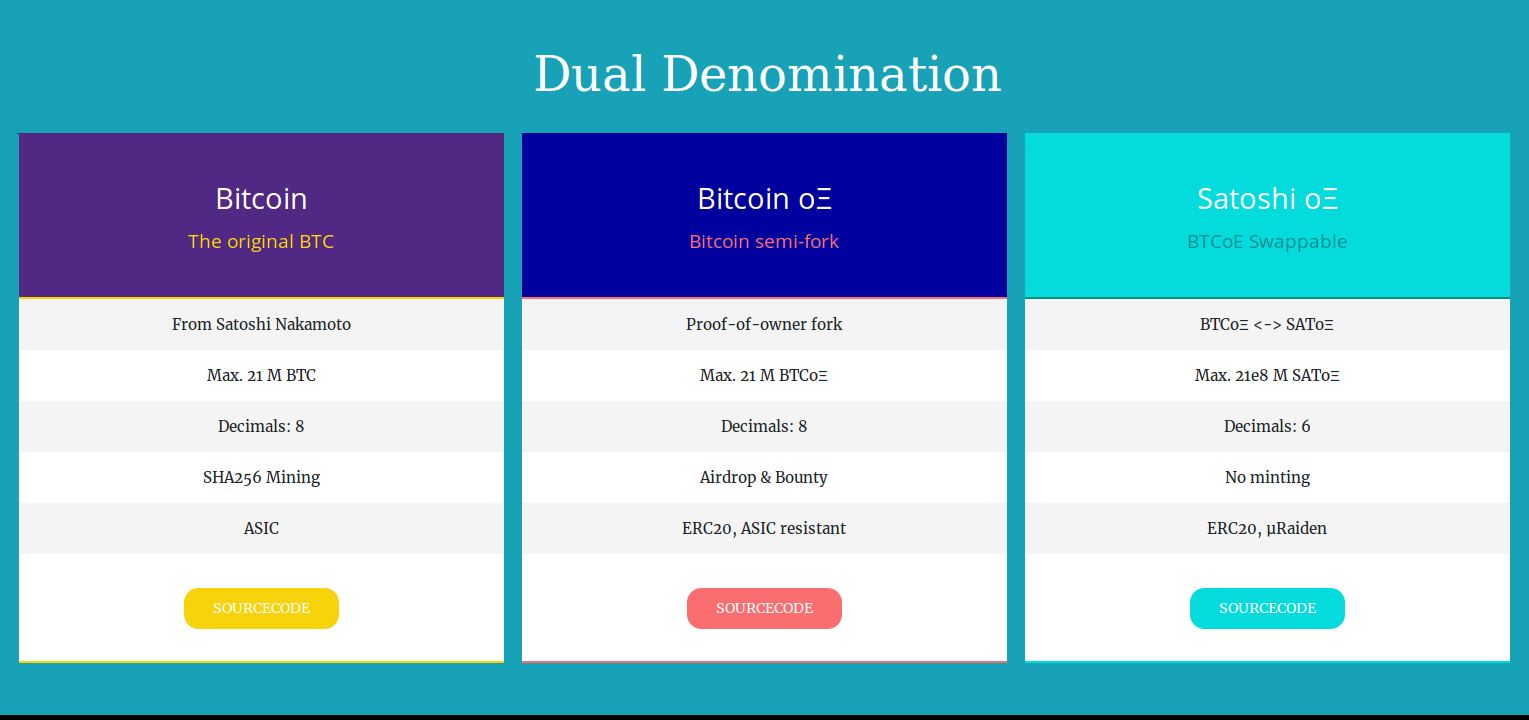 Dual Denomination
Bitcoin
The original BTC
From Satoshi Nakamoto
Max. 21 M BTC
Decimals: 8
SHA256 Mining
ASIC
SOURCECODE
Bitcoin oΞ
Bitcoin semi-fork
Proof-of-owner fork
Max. 21 M BTCoΞ
Decimals: 8
Airdrop & Bounty
ERC20, ASIC resistant
SOURCECODE
Satoshi oΞ
BTCoE Swappable
BTCoΞ <-> SAToΞ
Max. 21e8 M SAToΞ
Decimals: 6
No minting
ERC20, µRaiden
SOURCECODE